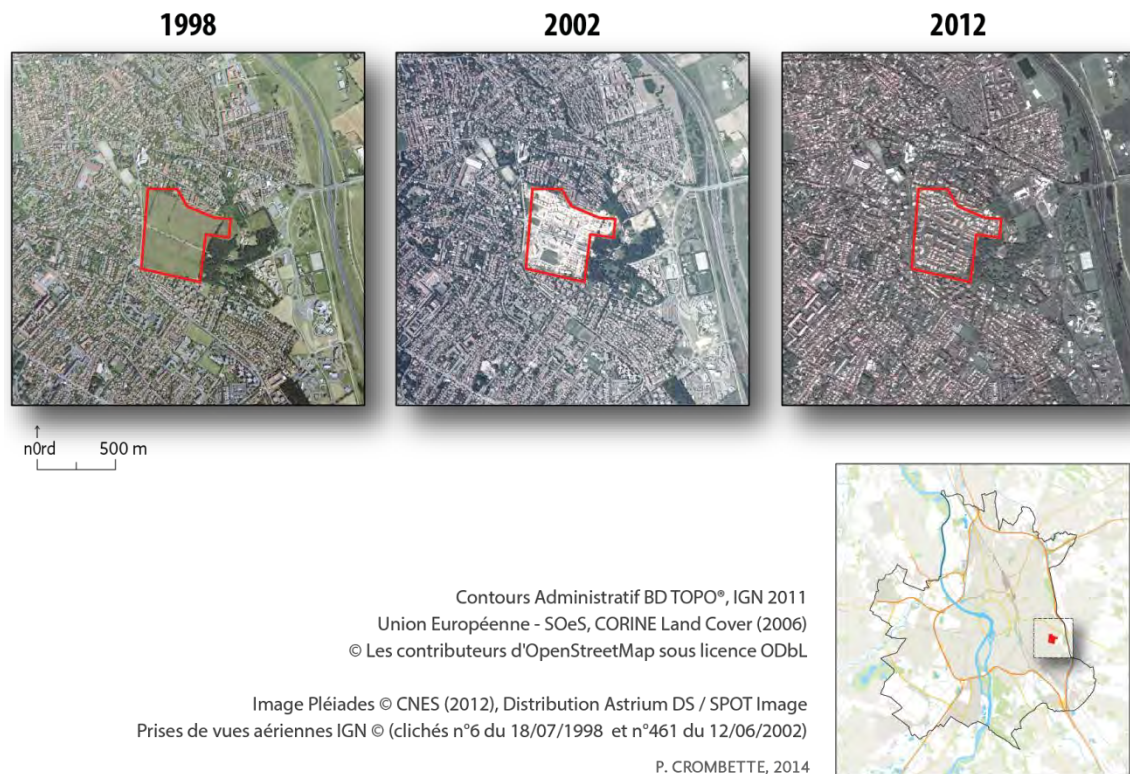 1998
2002
2012
n0rd 500 m
Contours Administratif BD TOPO®, IGN 2011
Union Européenne - SOeS, CORINE Land Cover (2006)
© Les contributeurs d'OpenStreetMap sous licence ODbL
Image Pléiades © CNES (2012), Distribution Astrium DS / SPOT Image
Prises de vues aériennes IGN © (clichés n°6 du 18/07/1998 et n°461 du 12/06/2002)
P. CROMBETTE, 2014